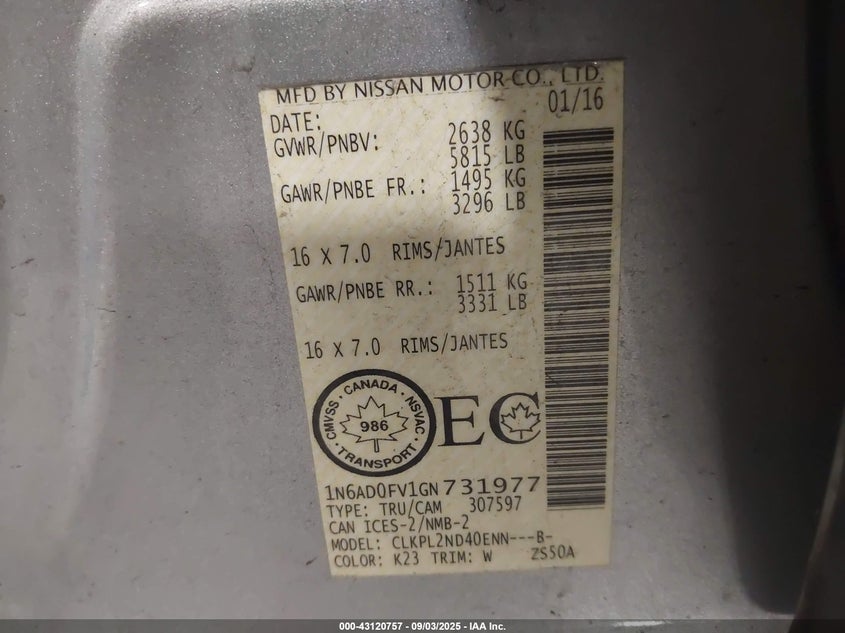 MFD BY NISSAN MOTOR CO., LTD.
DATE: 01/16
GVWR/PNBV: 2638 KG
5815 LB
GAWR/PNBE FR.: 1495 KG
3296 LB
16 X 7.0 RIMS/JANTES
GAWR/PNBE RR.: 1511 KG
3331 LB
16 X 7.0 RIMS/JANTES
CMVSS · CANADA · NSVAC · TRANSPORT ·
986
EC
1N6AD0FV1GN731977
TYPE: TRU/CAM 307597
CAN ICES-2/NMB-2
MODEL: CLKPL2ND40ENN---B-
COLOR: K23 TRIM: W ZS50A
000-43120757 - 09/03/2025 - IAA Inc.